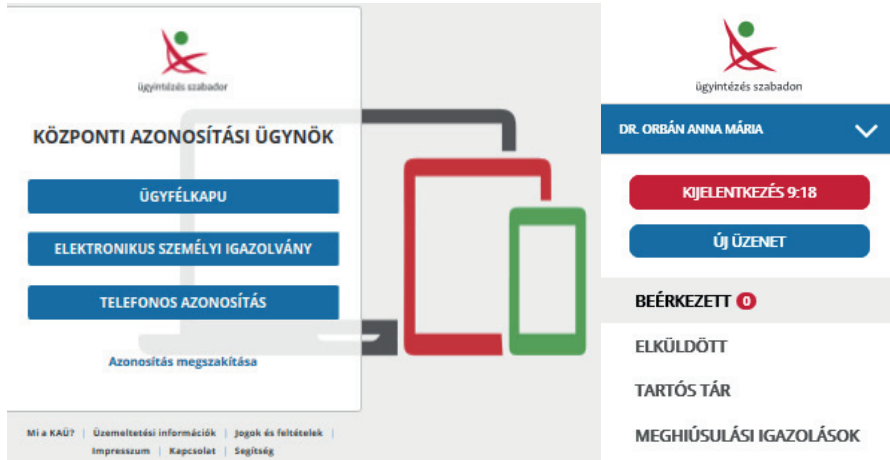 ügyintézés szabadon
KÖZPONTI AZONOSÍTÁSI ÜGYNÖK
ÜGYFÉLKAPU
ELEKTRONIKUS SZEMÉLYI IGAZOLVÁNY
TELEFONOS AZONOSÍTÁS
Azonosítás megszakítása
Mi a KAÜ? | Üzemeltetési információk | Jogok és feltételek |
Impresszum | Kapcsolat | Segítség
ügyintézés szabadon
DR. ORBÁN ANNA MÁRIA
KIJELENTKEZÉS 9:18
ÚJ ÜZENET
BEÉRKEZETT 0
ELKÜLDÖTT
TARTÓS TÁR
MEGHIÚSULÁSI IGAZOLÁSOK